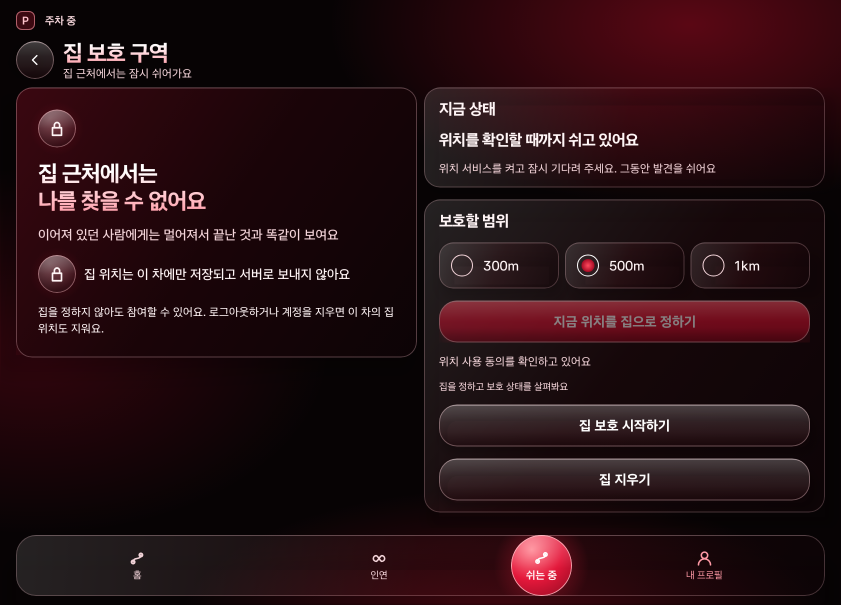 P 주차 중
집 보호 구역
집 근처에서는 잠시 쉬어가요
집 근처에서는
나를 찾을 수 없어요
이어져 있던 사람에게는 멀어져서 끝난 것과 똑같이 보여요
집 위치는 이 차에만 저장되고 서버로 보내지 않아요
집을 정하지 않아도 참여할 수 있어요. 로그아웃하거나 계정을 지우면 이 차의 집
위치도 지워요.
지금 상태
위치를 확인할 때까지 쉬고 있어요
위치 서비스를 켜고 잠시 기다려 주세요. 그동안 발견을 쉬어요
보호할 범위
300m 500m 1km
지금 위치를 집으로 정하기
위치 사용 동의를 확인하고 있어요
집을 정하고 보호 상태를 살펴봐요
집 보호 시작하기
집 지우기
홈 인연 쉬는 중 내 프로필